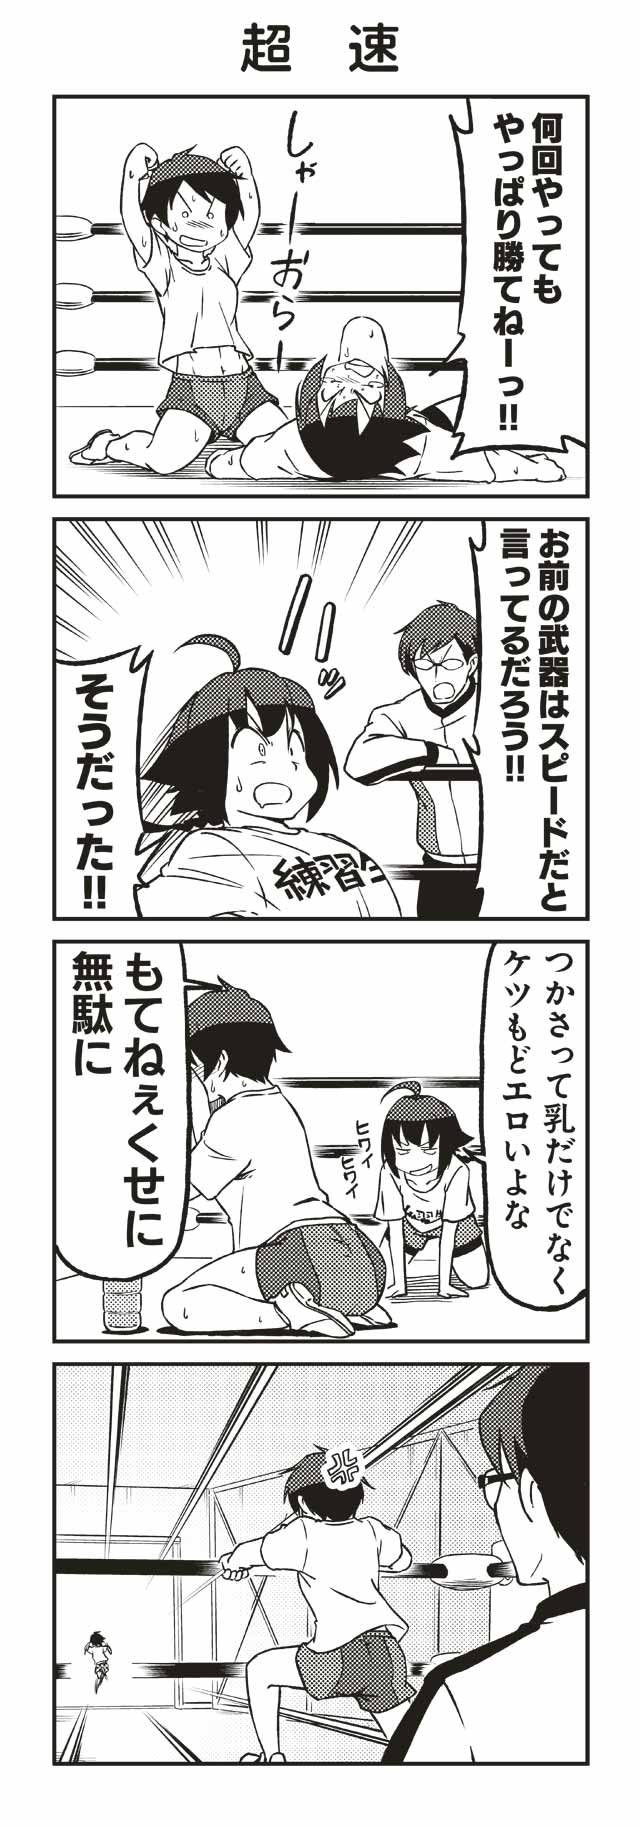 超速
何回やっても
やっぱり勝てねーっ!!
しゃーおらー
お前の武器はスピードだと
言ってるだろう!!
ハッ
そうだった!!
練習生
つかさって乳だけでなく
ケツもどエロいよな
ヒワイ
ヒワイ
練習生
もてねぇくせに
無駄に